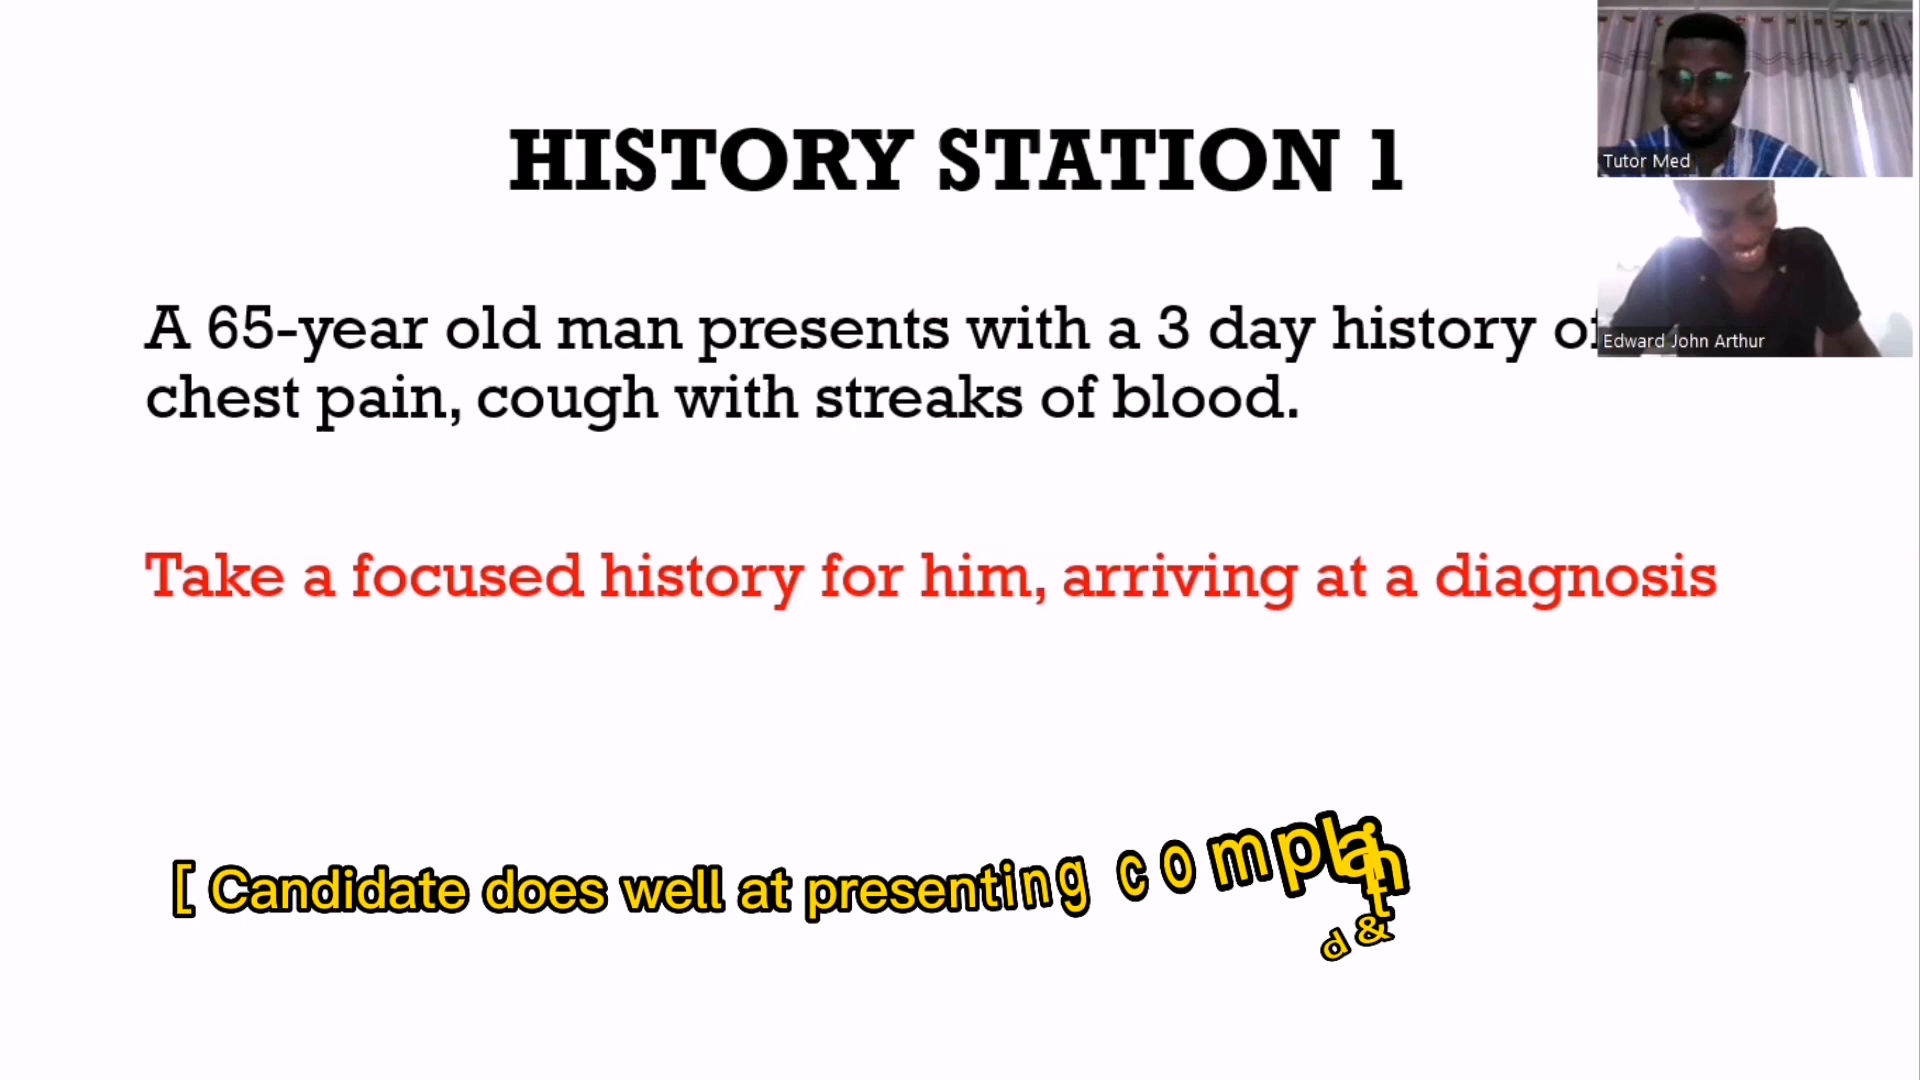 HISTORY STATION 1
Tutor Med
A 65-year old man presents with a 3 day history of
Edward John Arthur
chest pain, cough with streaks of blood.
Take a focused history for him, arriving at a diagnosis
[ Candidate does well at presenting complaint
& d